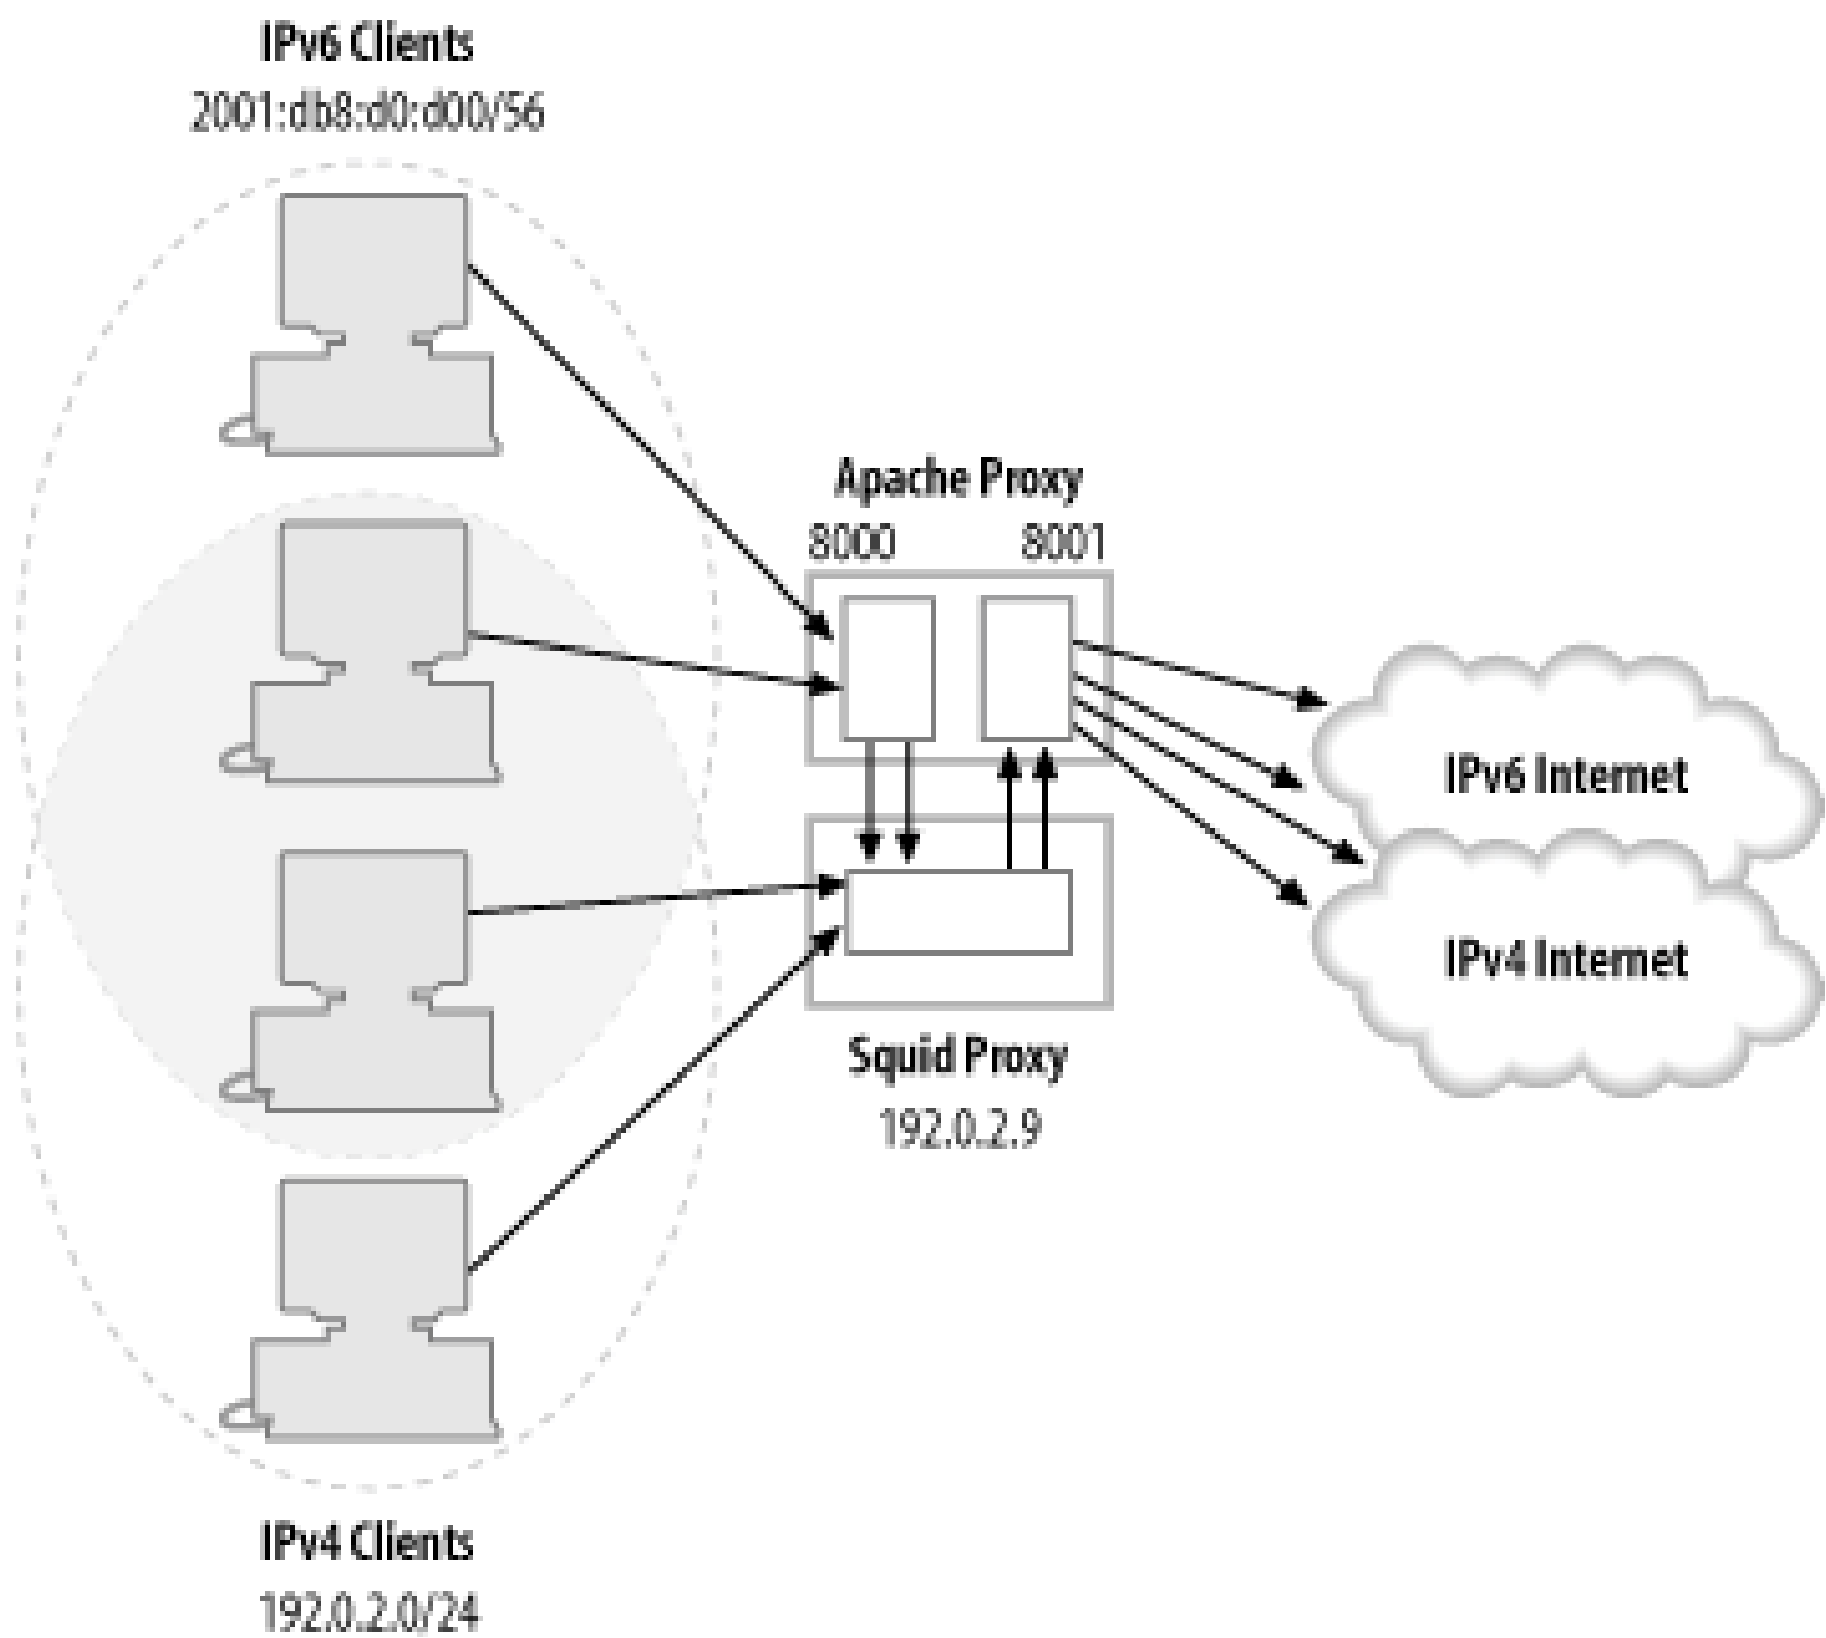 IPv6 Clients
2001:db8:d0:d00/56
Apache Proxy
8000 8001
IPv6 Internet
IPv4 Internet
Squid Proxy
192.0.2.9
IPv4 Clients
192.0.2.0/24